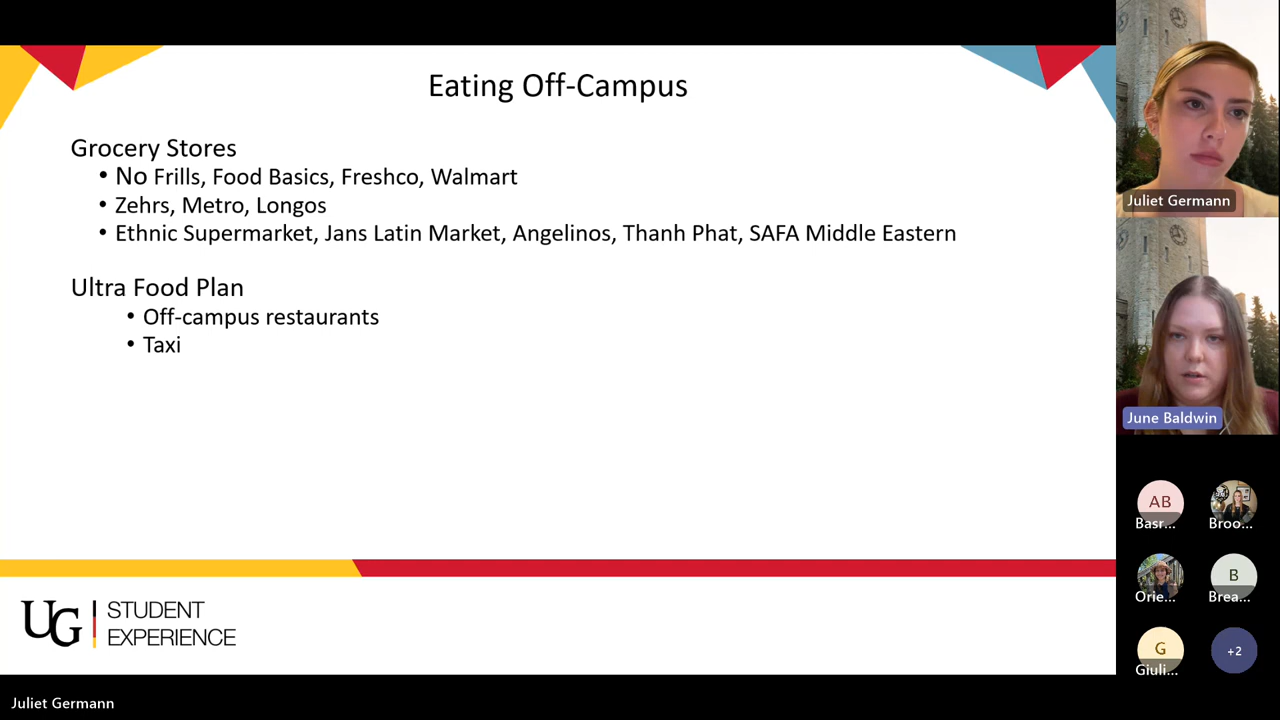 Eating Off-Campus
Grocery Stores
• No Frills, Food Basics, Freshco, Walmart
• Zehrs, Metro, Longos
• Ethnic Supermarket, Jans Latin Market, Angelinos, Thanh Phat, SAFA Middle Eastern
Ultra Food Plan
• Off-campus restaurants
• Taxi
UG STUDENT
EXPERIENCE
Juliet Germann
June Baldwin
AB
Basr...
Broo...
Orie...
B
Brea...
G
Giuli...
+2
Juliet Germann